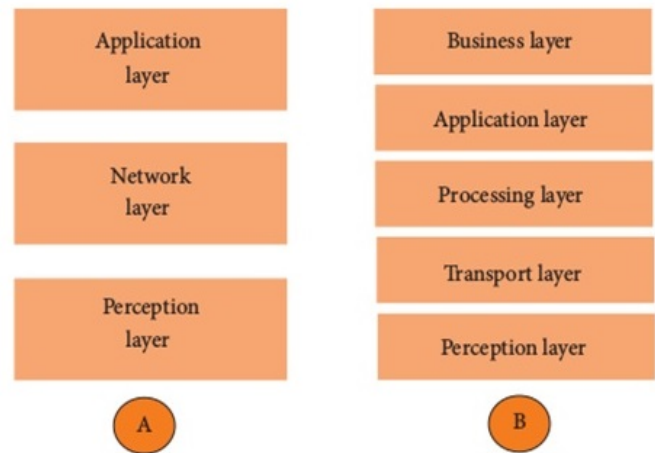 Application
layer
Network
layer
Perception
layer
A
Business layer
Application layer
Processing layer
Transport layer
Perception layer
B